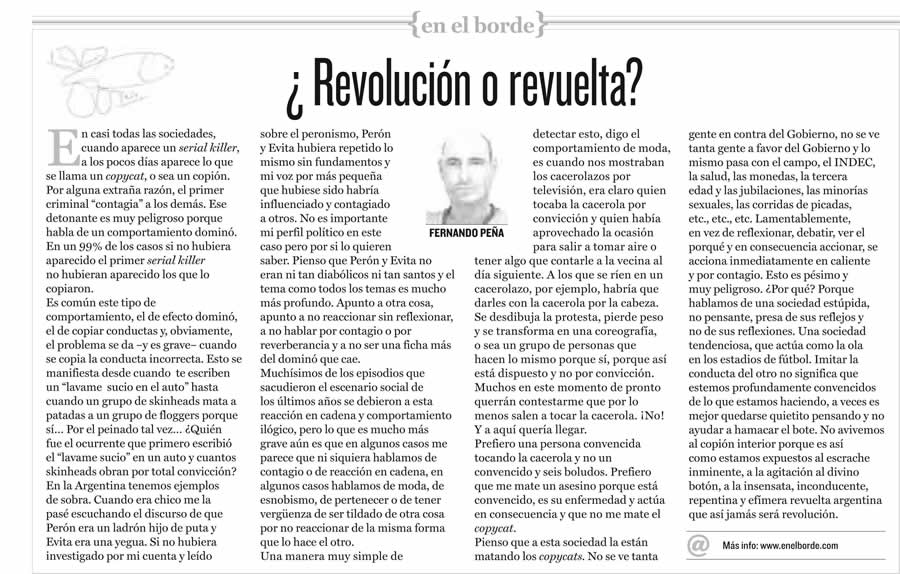 {en el borde}
¿ Revolución o revuelta?
En casi todas las sociedades,
cuando aparece un serial killer,
a los pocos días aparece lo que
se llama un copycat, o sea un copión.
Por alguna extraña razón, el primer
criminal “contagia” a los demás. Ese
detonante es muy peligroso porque
habla de un comportamiento dominó.
En un 99% de los casos si no hubiera
aparecido el primer serial killer
no hubieran aparecido los que lo
copiaron.
Es común este tipo de
comportamiento, el de efecto dominó,
el de copiar conductas y, obviamente,
el problema se da –y es grave– cuando
se copia la conducta incorrecta. Esto se
manifiesta desde cuando te escriben
un “lavame sucio en el auto” hasta
cuando un grupo de skinheads mata a
patadas a un grupo de floggers porque
sí... Por el peinado tal vez... ¿Quién
fue el ocurrente que primero escribió
el “lavame sucio” en un auto y cuantos
skinheads obran por total convicción?
En la Argentina tenemos ejemplos
de sobra. Cuando era chico me la
pasé escuchando el discurso de que
Perón era un ladrón hijo de puta y
Evita era una yegua. Si no hubiera
investigado por mi cuenta y leído
sobre el peronismo, Perón
y Evita hubiera repetido lo
mismo sin fundamentos y
mi voz por más pequeña
que hubiese sido habría
influenciado y contagiado
a otros. No es importante
mi perfil político en este
caso pero por si lo quieren
saber. Pienso que Perón y Evita no
eran ni tan diabólicos ni tan santos y el
tema como todos los temas es mucho
más profundo. Apunto a otra cosa,
apunto a no reaccionar sin reflexionar,
a no hablar por contagio o por
reverberancia y a no ser una ficha más
del dominó que cae.
Muchísimos de los episodios que
sacudieron el escenario social de
los últimos años se debieron a esta
reacción en cadena y comportamiento
ilógico, pero lo que es mucho más
grave aún es que en algunos casos me
parece que ni siquiera hablamos de
contagio o de reacción en cadena, en
algunos casos hablamos de moda, de
esnobismo, de pertenecer o de tener
vergüenza de ser tildado de otra cosa
por no reaccionar de la misma forma
que lo hace el otro.
Una manera muy simple de
FERNANDO PEÑA
detectar esto, digo el
comportamiento de moda,
es cuando nos mostraban
los cacerolazos por
televisión, era claro quien
tocaba la cacerola por
convicción y quien había
aprovechado la ocasión
para salir a tomar aire o
tener algo que contarle a la vecina al
día siguiente. A los que se ríen en un
cacerolazo, por ejemplo, habría que
darles con la cacerola por la cabeza.
Se desdibuja la protesta, pierde peso
y se transforma en una coreografía,
o sea un grupo de personas que
hacen lo mismo porque sí, porque así
está dispuesto y no por convicción.
Muchos en este momento de pronto
querrán contestarme que por lo
menos salen a tocar la cacerola. ¡No!
Y a aquí quería llegar.
Prefiero una persona convencida
tocando la cacerola y no un
convencido y seis boludos. Prefiero
que me mate un asesino porque está
convencido, es su enfermedad y actúa
en consecuencia y que no me mate el
copycat.
Pienso que a esta sociedad la están
matando los copycats. No se ve tanta
gente en contra del Gobierno, no se ve
tanta gente a favor del Gobierno y lo
mismo pasa con el campo, el INDEC,
la salud, las monedas, la tercera
edad y las jubilaciones, las minorías
sexuales, las corridas de picadas,
etc., etc., etc. Lamentablemente,
en vez de reflexionar, debatir, ver el
porqué y en consecuencia accionar, se
acciona inmediatamente en caliente
y por contagio. Esto es pésimo y
muy peligroso. ¿Por qué? Porque
hablamos de una sociedad estúpida,
no pensante, presa de sus reflejos y
no de sus reflexiones. Una sociedad
tendenciosa, que actúa como la ola
en los estadios de fútbol. Imitar la
conducta del otro no significa que
estemos profundamente convencidos
de lo que estamos haciendo, a veces es
mejor quedarse quietito pensando y no
ayudar a hamacar el bote. No avivemos
al copión interior porque es así
como estamos expuestos al escrache
inminente, a la agitación al divino
botón, a la insensata, inconducente,
repentina y efímera revuelta argentina
que así jamás será revolución.
@ Más info: www.enelborde.com